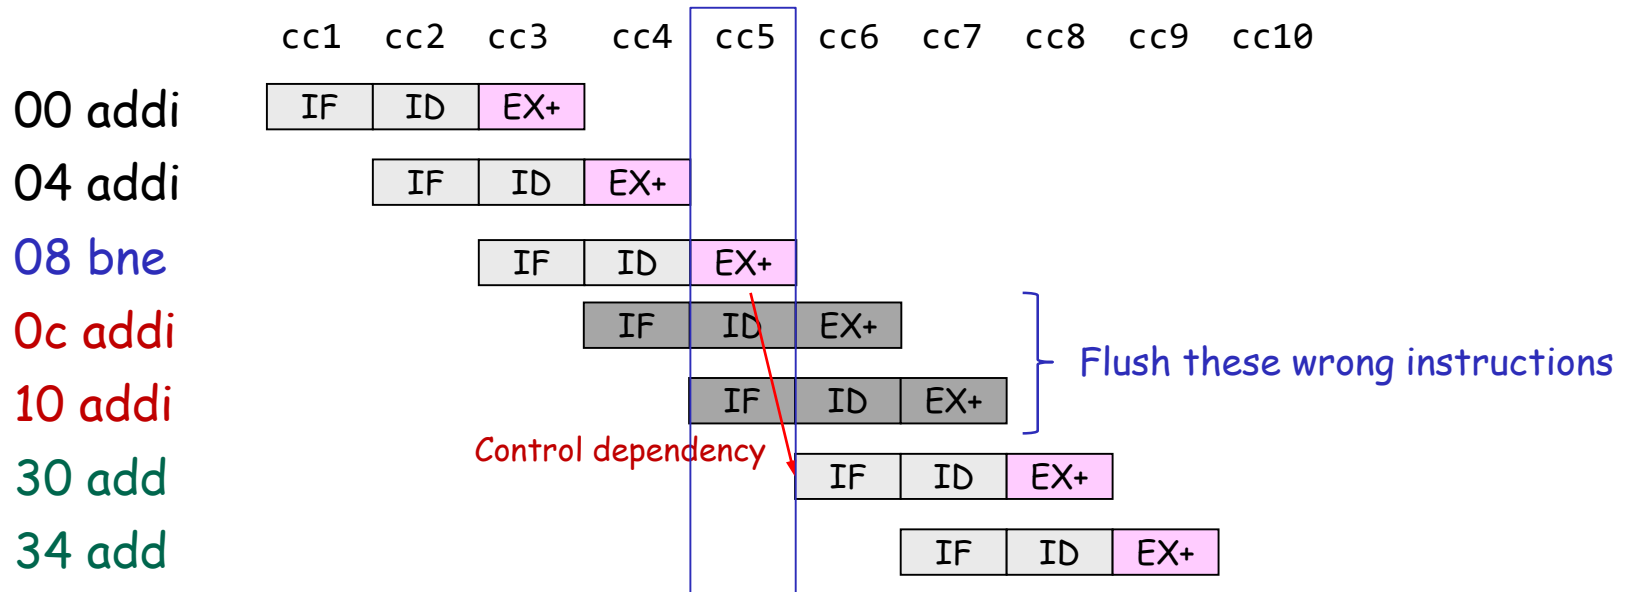 cc1 cc2 cc3 cc4 cc5 cc6 cc7 cc8 cc9 cc10
00 addi IF ID EX+
04 addi IF ID EX+
08 bne IF ID EX+
0c addi IF ID EX+
Flush these wrong instructions
10 addi IF ID EX+
Control dependency
30 add IF ID EX+
34 add IF ID EX+